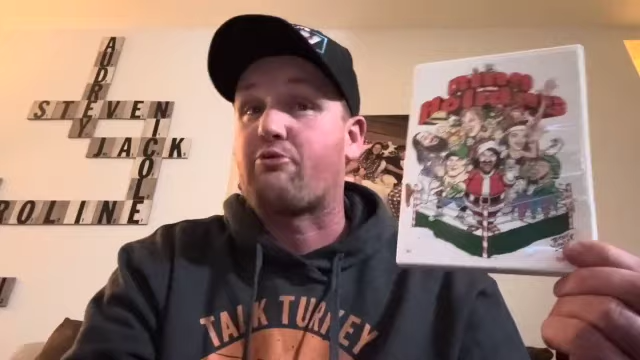 AUDREY
STEVEN
JACK
NICOLE
ROLINE
TALK TURKEY